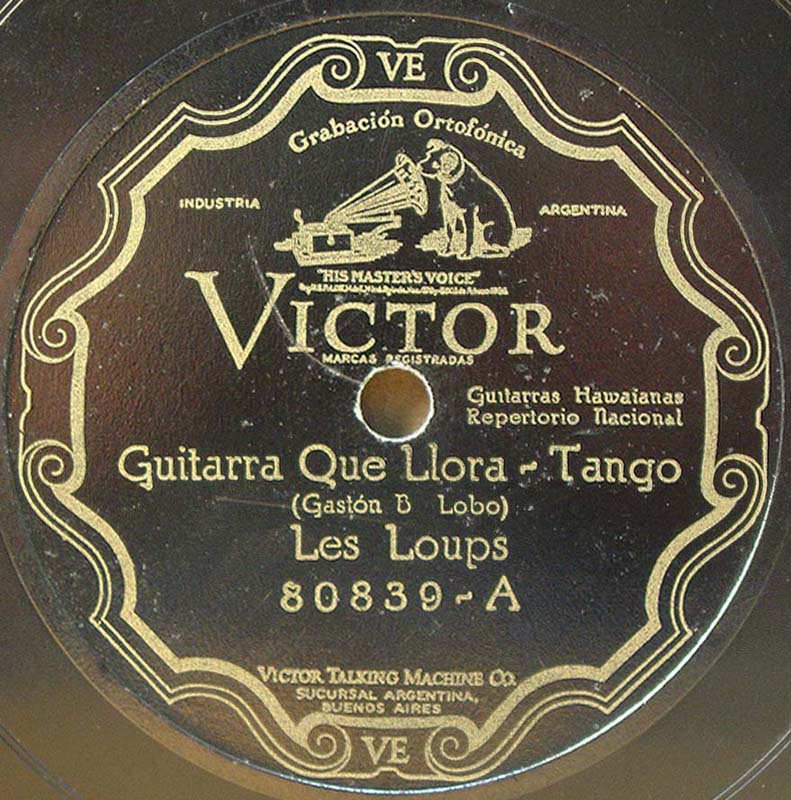 VE
Grabación Ortofónica
INDUSTRIA
ARGENTINA
"HIS MASTER'S VOICE"
VICTOR
MARCAS REGISTRADAS
Guitarras Hawaianas
Repertorio Nacional
Guitarra Que Llora - Tango
(Gastón B Lobo)
Les Loups
80839-A
VICTOR TALKING MACHINE CO.
SUCURSAL ARGENTINA,
BUENOS AIRES
VE